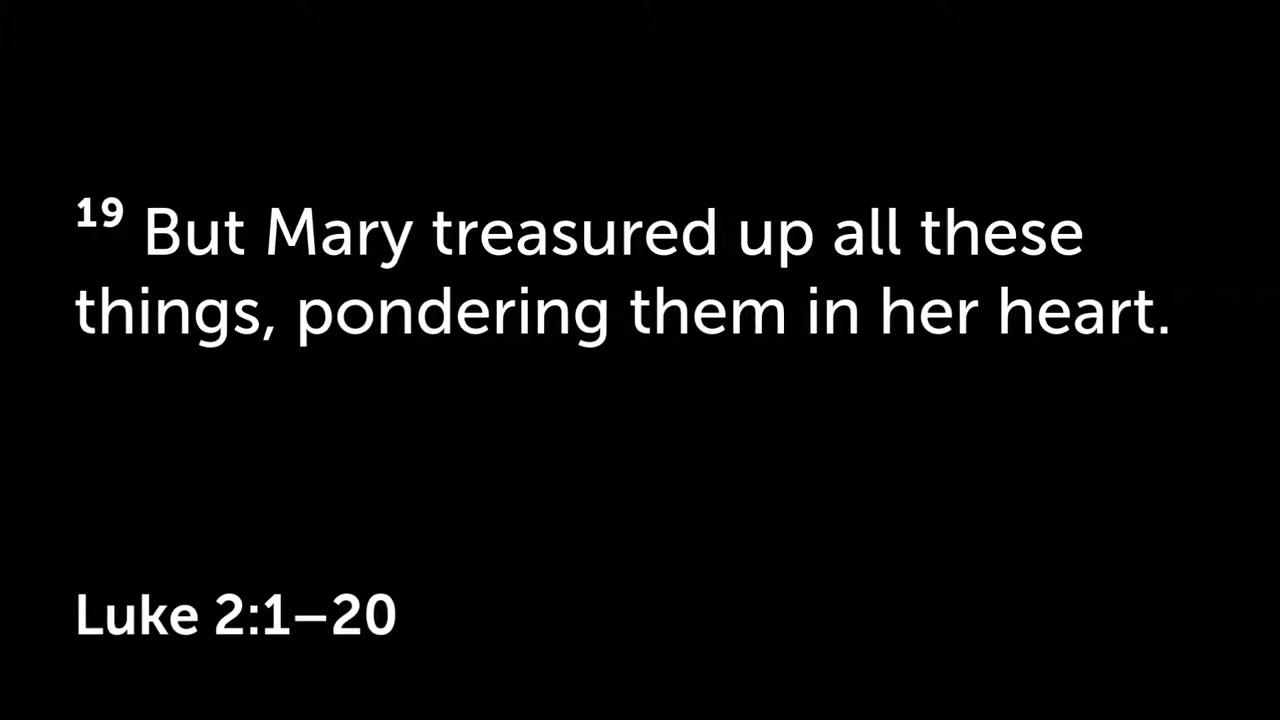 19 But Mary treasured up all these
things, pondering them in her heart.
Luke 2:1–20